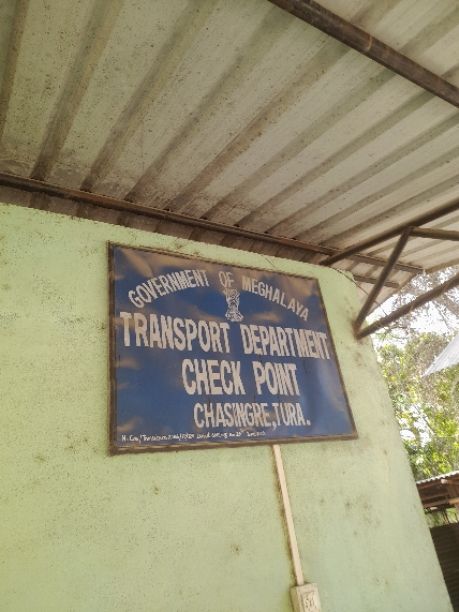 GOVERNMENT OF MEGHALAYA
TRANSPORT DEPARTMENT
CHECK POINT
CHASINGRE, TURA.